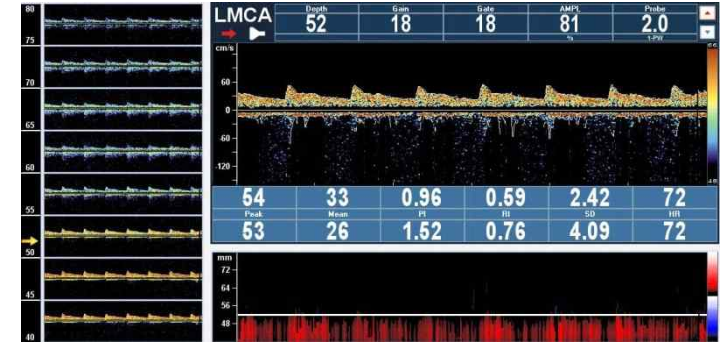 80
75
70
65
60
55
50
45
40
LMCA
Depth Gain Gate AMPL Probe
52 18 18 81 2.0
% 1-PW
cm/s
60
0
-60
-120
54 33 0.96 0.59 2.42 72
Peak Mean PI RI SD HR
53 26 1.52 0.76 4.09 72
mm
72
64
56
48